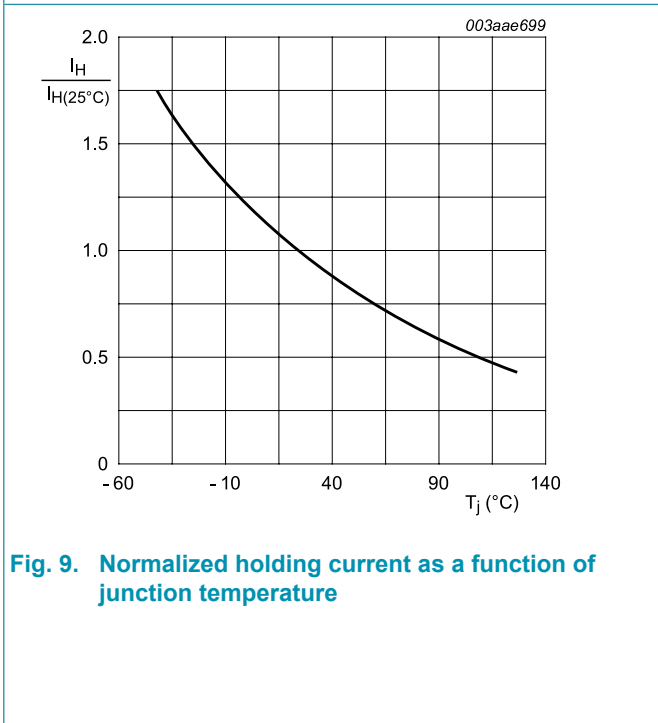 003aae699
2.0
I_H
I_H(25°C)
1.5
1.0
0.5
0
- 60
- 10
40
90
140
T_j (°C)
Fig. 9. Normalized holding current as a function of
junction temperature